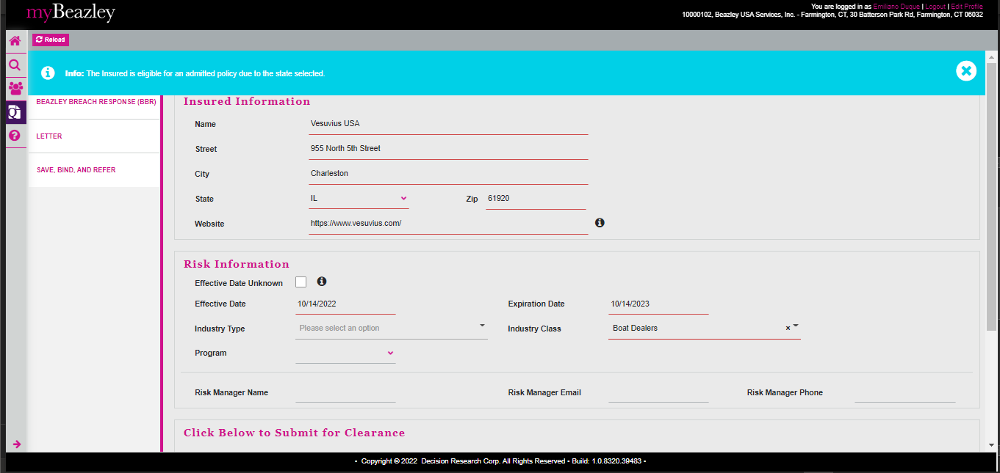 myBeazley
You are logged in as Emiliano Duque | Logout | Edit Profile
10000102, Beazley USA Services, Inc. - Farmington, CT, 30 Batterson Park Rd, Farmington, CT 06032
Reload
Info: The Insured is eligible for an admitted policy due to the state selected.
BEAZLEY BREACH RESPONSE (BBR)
LETTER
SAVE, BIND, AND REFER
Insured Information
Name Vesuvius USA
Street 955 North 5th Street
City Charleston
State IL Zip 61920
Website https://www.vesuvius.com/
Risk Information
Effective Date Unknown
Effective Date 10/14/2022 Expiration Date 10/14/2023
Industry Type Please select an option Industry Class Boat Dealers ×
Program
Risk Manager Name Risk Manager Email Risk Manager Phone
Click Below to Submit for Clearance
• Copyright © 2022 Decision Research Corp. All Rights Reserved • Build: 1.0.8320.39483 •